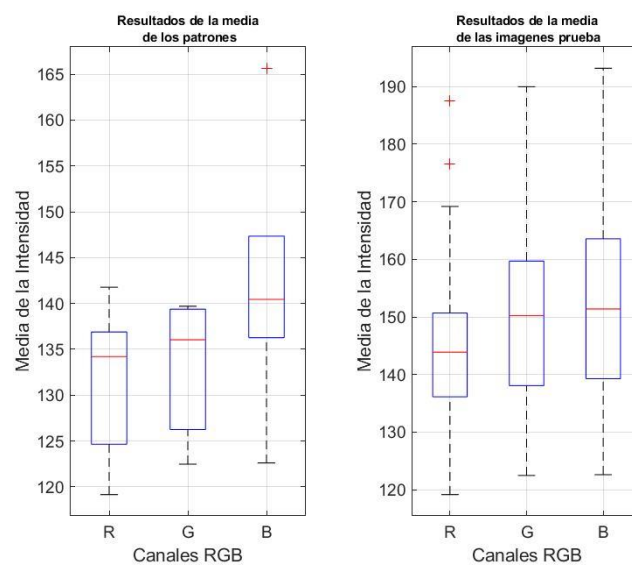 Resultados de la media
de los patrones
165
160
155
150
145
140
135
130
125
120
Media de la Intensidad
R G B
Canales RGB
Resultados de la media
de las imagenes prueba
190
180
170
160
150
140
130
120
Media de la Intensidad
R G B
Canales RGB